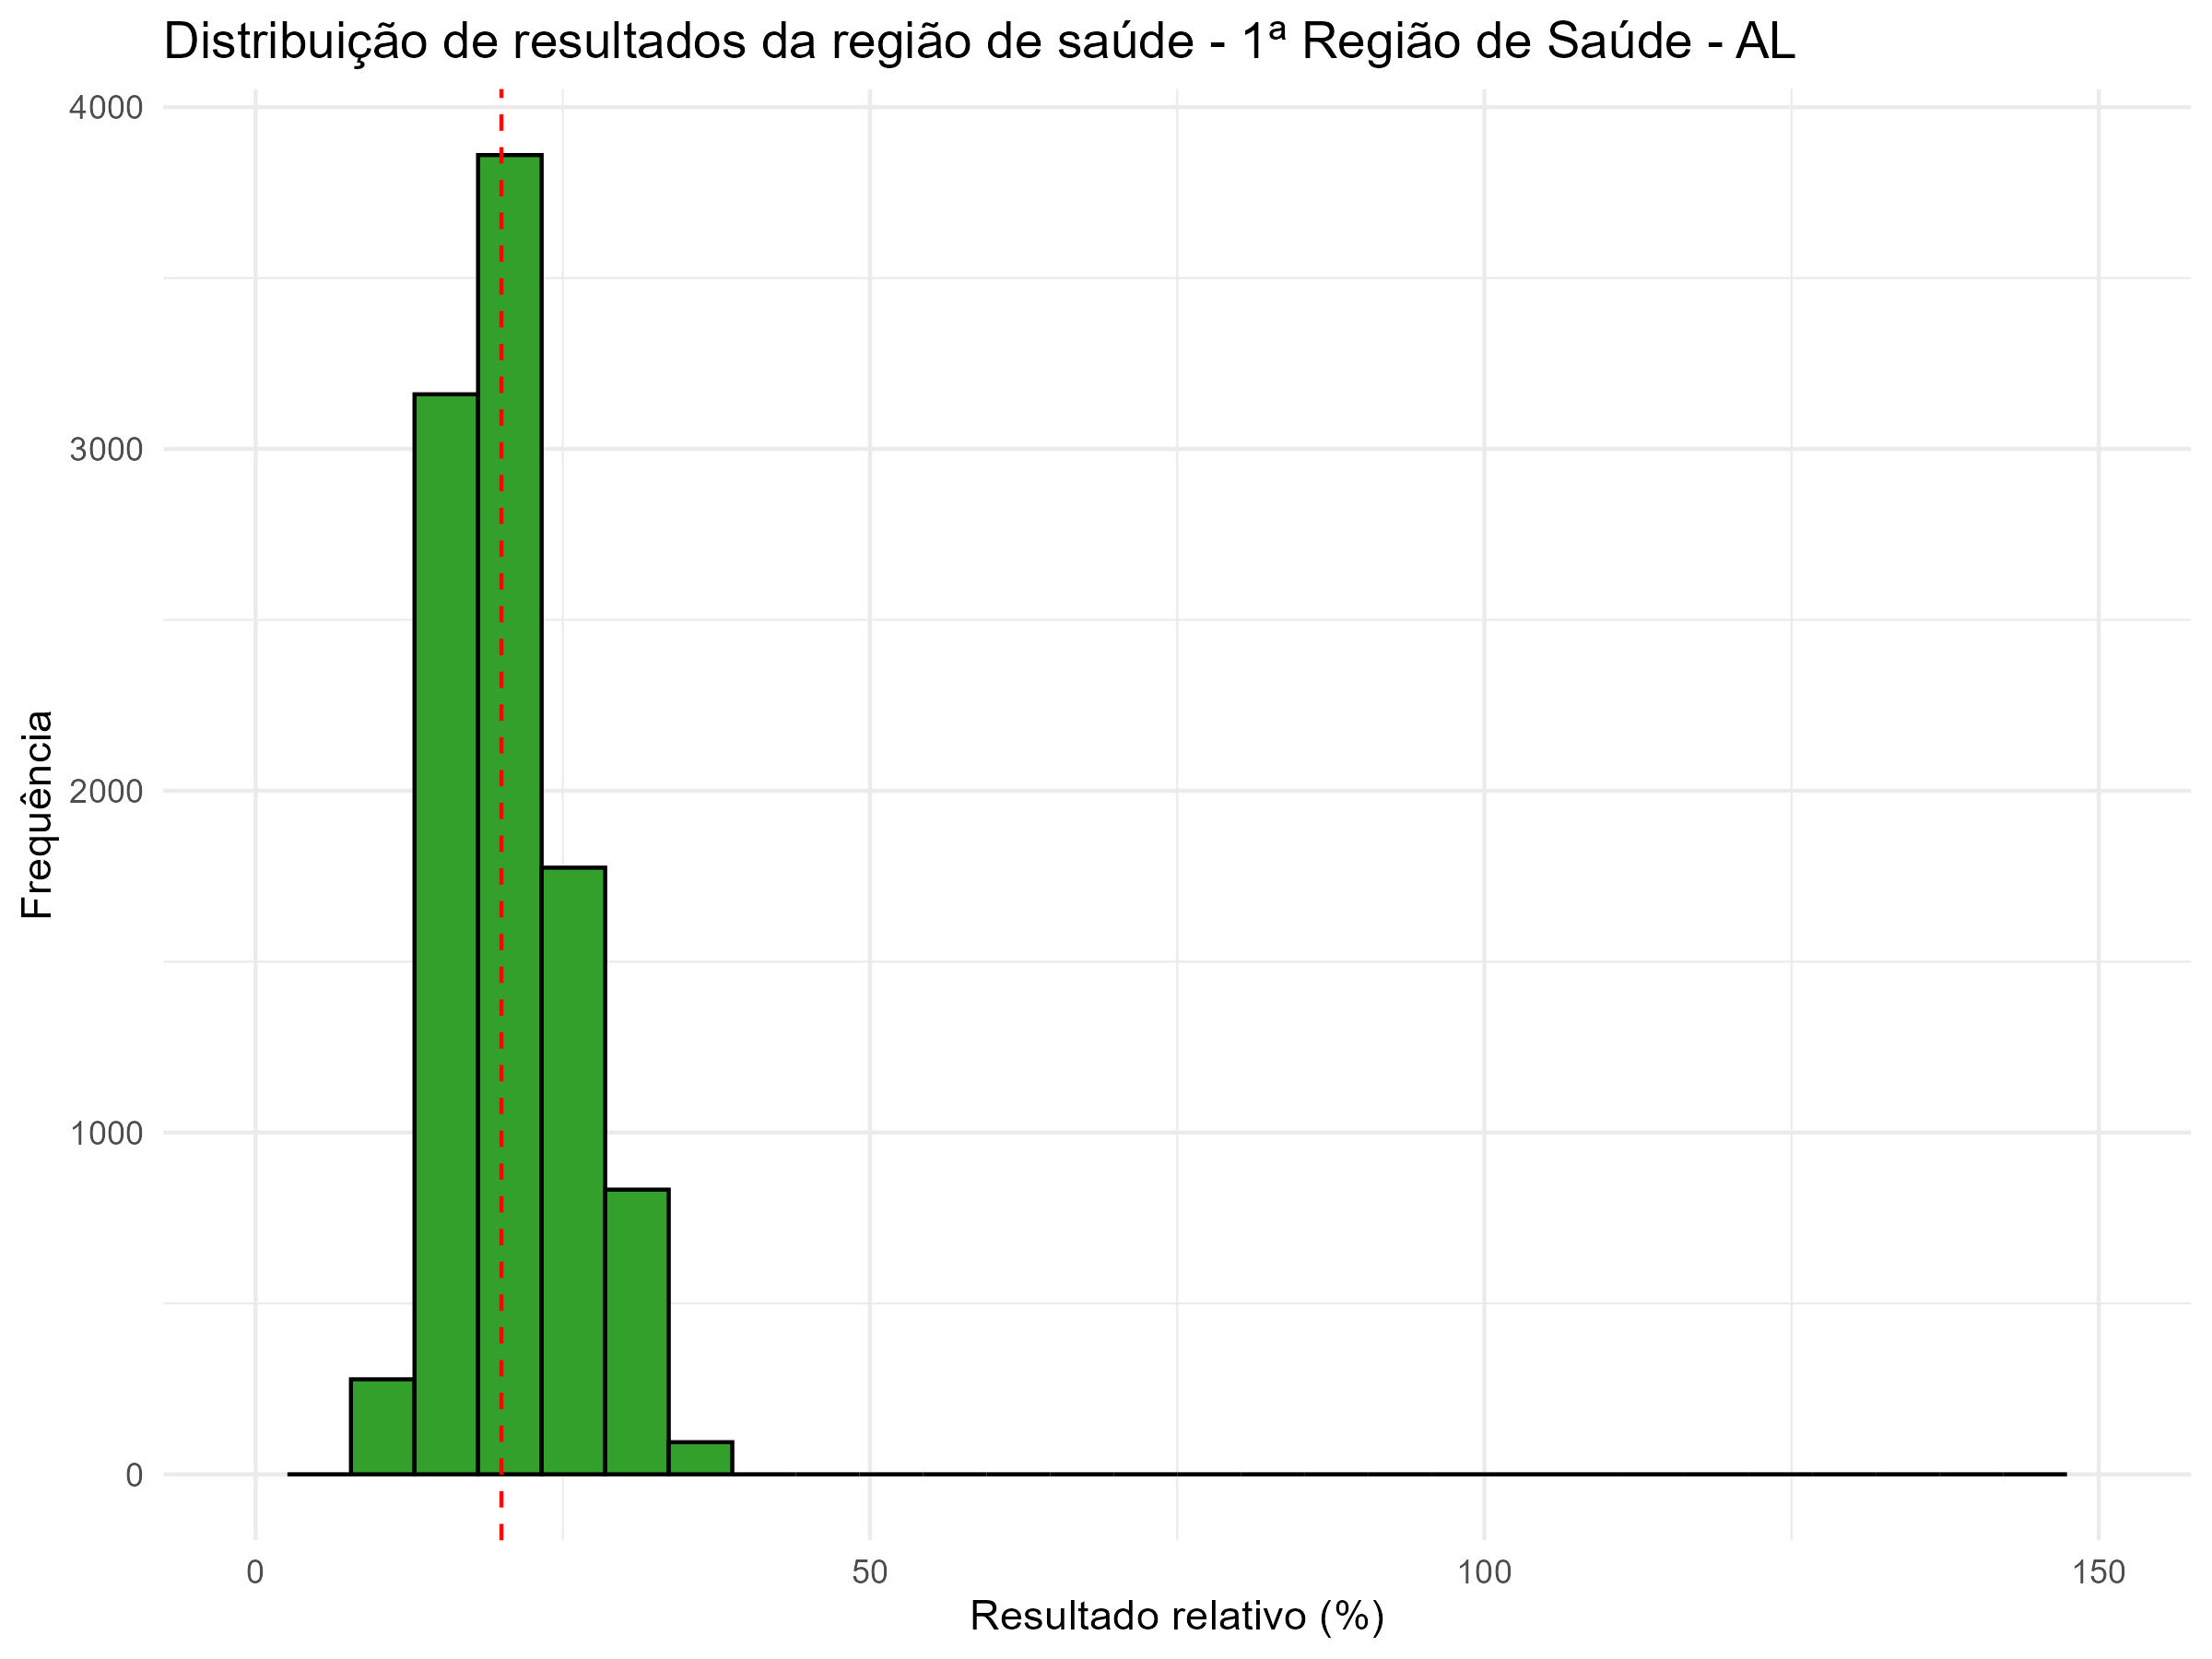 Distribuição de resultados da região de saúde - 1ª Região de Saúde - AL
4000
3000
2000
1000
0
Frequência
0 50 100 150
Resultado relativo (%)